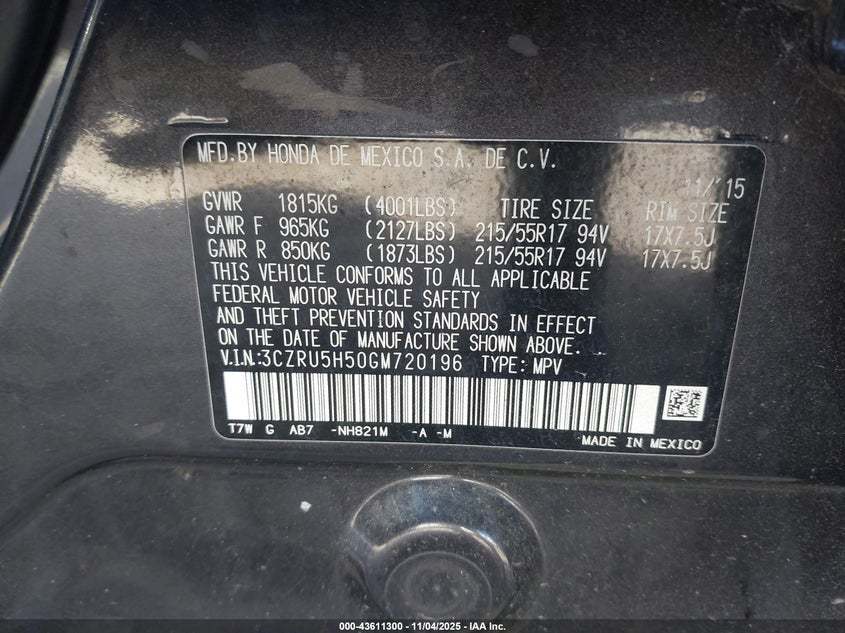 MFD.BY HONDA DE MEXICO S.A. DE C.V.
11/'15
GVWR 1815KG (4001LBS) TIRE SIZE RIM SIZE
GAWR F 965KG (2127LBS) 215/55R17 94V 17X7.5J
GAWR R 850KG (1873LBS) 215/55R17 94V 17X7.5J
THIS VEHICLE CONFORMS TO ALL APPLICABLE
FEDERAL MOTOR VEHICLE SAFETY
AND THEFT PREVENTION STANDARDS IN EFFECT
ON THE DATE OF MANUFACTURE SHOWN ABOVE.
V.I.N.:3CZRU5H50GM720196 TYPE: MPV
T7W G AB7 -NH821M -A -M
MADE IN MEXICO
000-43611300 - 11/04/2025 - IAA Inc.